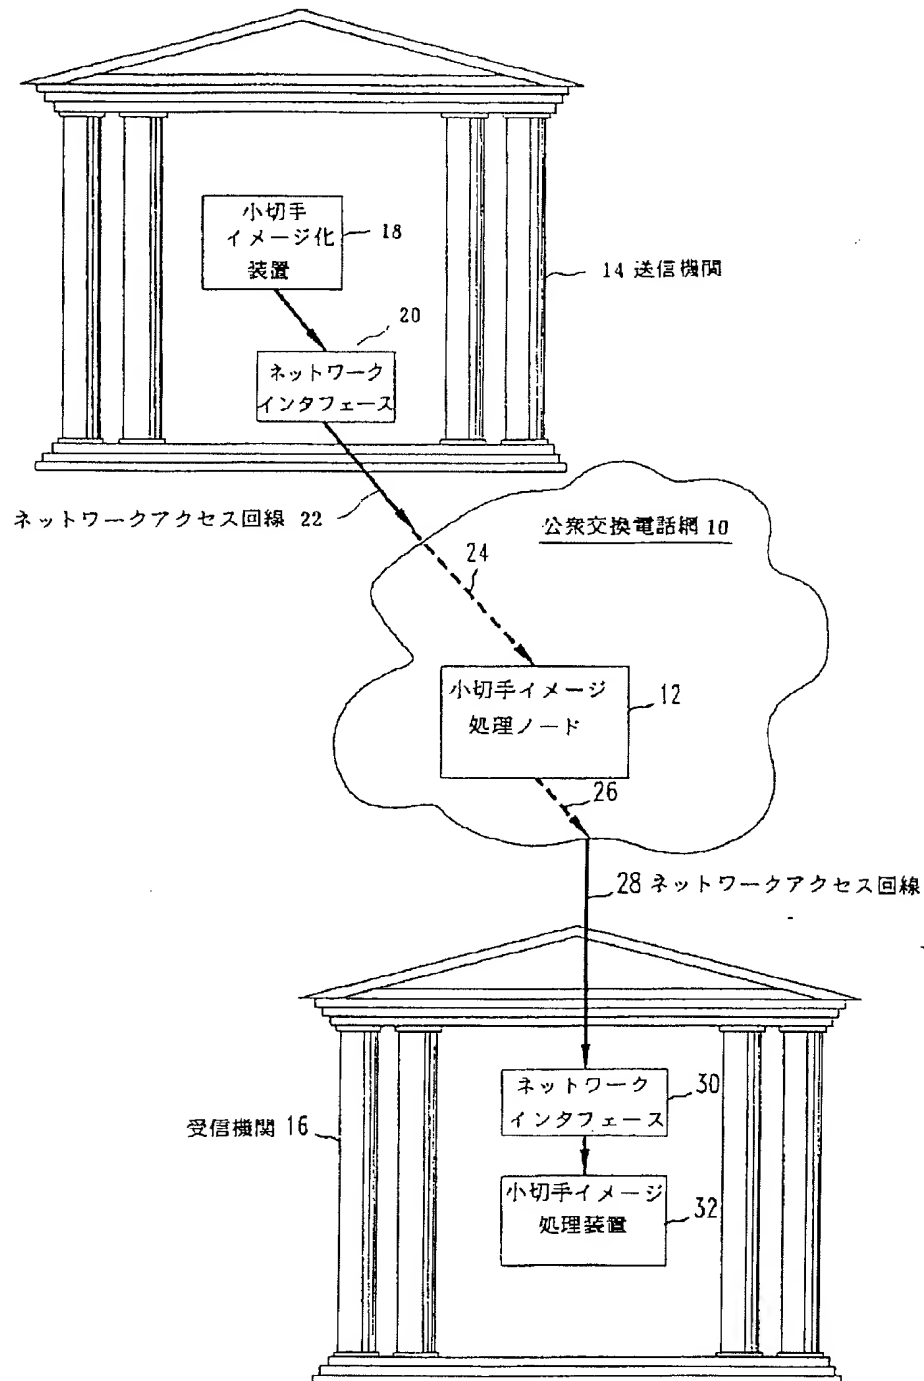 小切手
イメージ化
装置
18
14 送信機関
20
ネットワーク
インタフェース
ネットワークアクセス回線 22
公衆交換電話網 10
24
小切手イメージ
処理ノード
12
26
28 ネットワークアクセス回線
ネットワーク
インタフェース
30
受信機関 16
小切手イメージ
処理装置
32